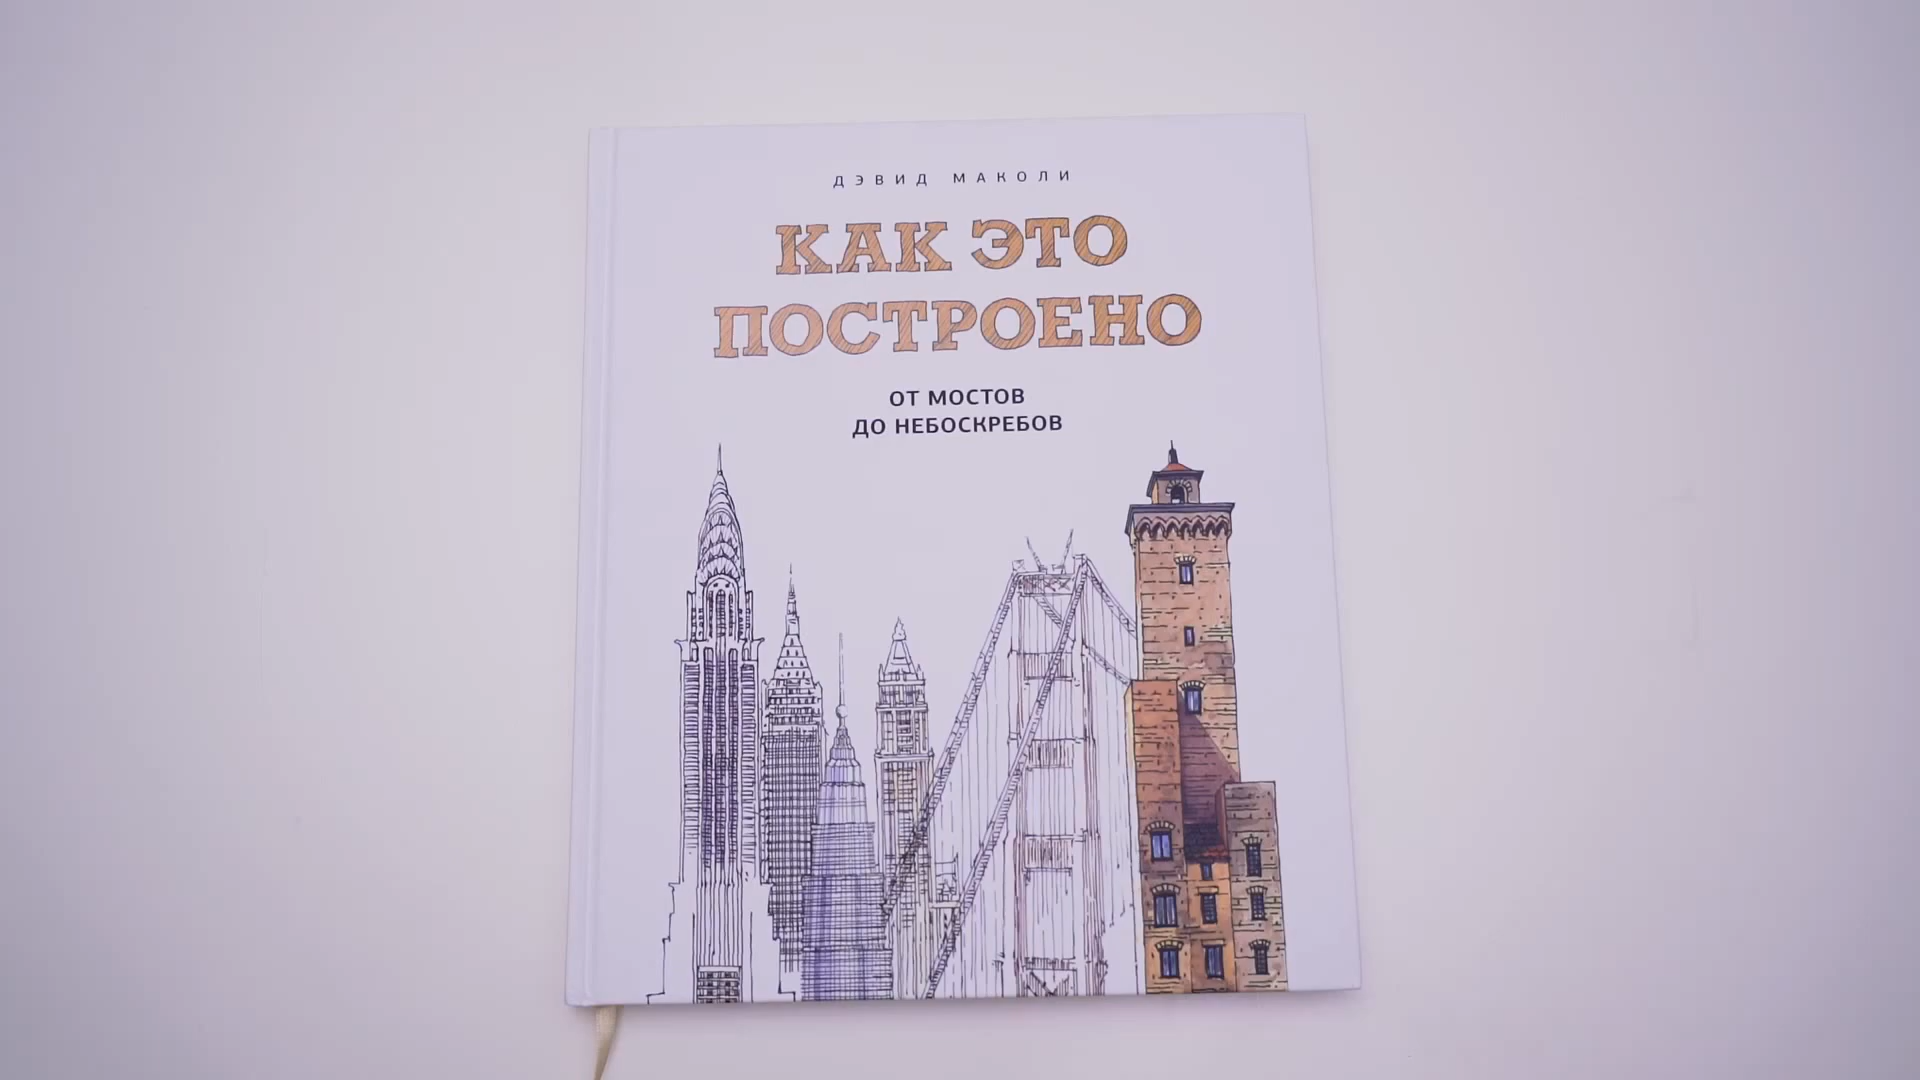 ДЭВИД МАКОЛИ
КАК ЭТО
ПОСТРОЕНО
ОТ МОСТОВ
ДО НЕБОСКРЕБОВ